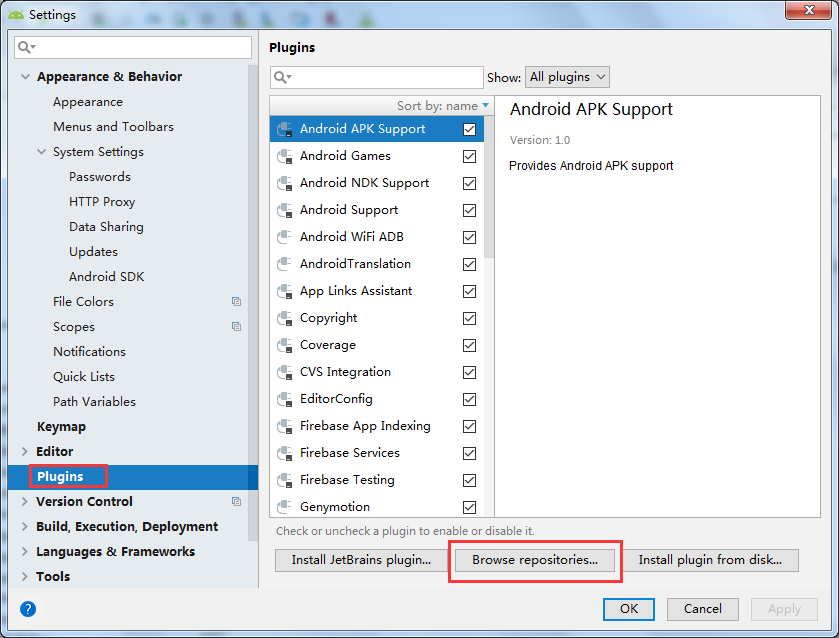 Settings
Appearance & Behavior
Appearance
Menus and Toolbars
System Settings
Passwords
HTTP Proxy
Data Sharing
Updates
Android SDK
File Colors
Scopes
Notifications
Quick Lists
Path Variables
Keymap
Editor
Plugins
Version Control
Build, Execution, Deployment
Languages & Frameworks
Tools
?
Plugins
Show: All plugins
Sort by: name
Android APK Support
Android Games
Android NDK Support
Android Support
Android WiFi ADB
AndroidTranslation
App Links Assistant
Copyright
Coverage
CVS Integration
EditorConfig
Firebase App Indexing
Firebase Services
Firebase Testing
Genymotion
Android APK Support
Version: 1.0
Provides Android APK support
Check or uncheck a plugin to enable or disable it.
Install JetBrains plugin... Browse repositories... Install plugin from disk...
OK Cancel Apply